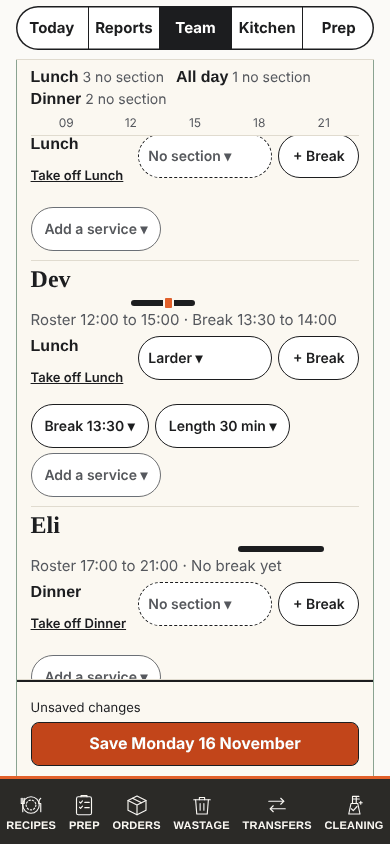 Today Reports Team Kitchen Prep
Lunch 3 no section All day 1 no section
Dinner 2 no section
09 12 15 18 21
Lunch No section ▾ + Break
Take off Lunch
Add a service ▾
Dev
Roster 12:00 to 15:00 · Break 13:30 to 14:00
Lunch Larder ▾ + Break
Take off Lunch
Break 13:30 ▾ Length 30 min ▾
Add a service ▾
Eli
Roster 17:00 to 21:00 · No break yet
Dinner No section ▾ + Break
Take off Dinner
Add a service ▾
Unsaved changes
Save Monday 16 November
RECIPES PREP ORDERS WASTAGE TRANSFERS CLEANING